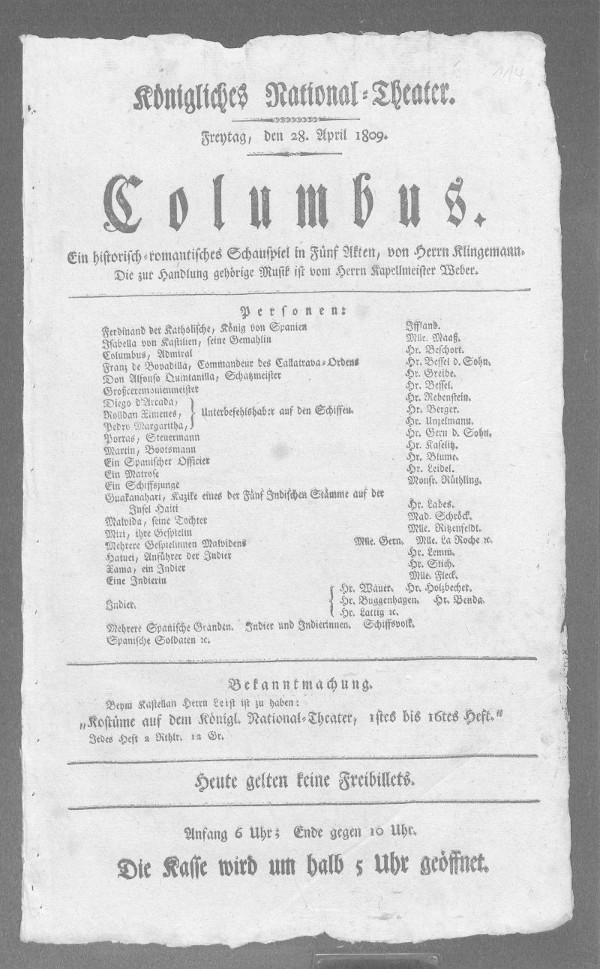 114
Königliches National-Theater.
Freytag, den 28. April 1809.
Columbus.
Ein historisch-romantisches Schauspiel in Fünf Akten, von Herrn Klingemann.
Die zur Handlung gehörige Musik ist vom Herrn Kapellmeister Weber.
Personen:
Ferdinand der Katholische, König von Spanien Iffland.
Isabella von Kastilien, seine Gemahlin Mlle. Maaß.
Columbus, Admiral Hr. Beschort.
Franz de Bovadilla, Commandeur des Callatrava-Ordens Hr. Bessel d. Sohn.
Don Alfonso Quintanilla, Schatzmeister Hr. Greibe.
Großceremonienmeister Hr. Bessel.
Diego d'Arcada, Hr. Rebenstein.
Roldan Ximenes, Unterbefehlshaber auf den Schiffen. Hr. Berger.
Pedro Margaritha, Hr. Unzelmann.
Porras, Steuermann Hr. Gern d. Sohn.
Martin, Bootsmann Hr. Kaselitz.
Ein Spanischer Officier Hr. Blume.
Ein Matrose Hr. Leidel.
Ein Schiffsjunge Monsr. Rüthling.
Guakanahari, Kazike eines der Fünf Indischen Stämme auf der
Insel Haiti Hr. Labes.
Malvida, seine Tochter Mad. Schröck.
Miri, ihre Gespielin Mlle. Ritzenfeldt.
Mehrere Gespielinnen Malvidens Mlle. Gern. Mlle. La Roche ꝛc.
Hatuei, Anführer der Indier Hr. Lemm.
Xama, ein Indier Hr. Stich.
Eine Indierin Mlle. Fleck.
Hr. Wauer. Hr. Holzbecher.
Indier. Hr. Buggenhagen. Hr. Benda.
Hr. Lattig ꝛc.
Mehrere Spanische Granden. Indier und Indierinnen. Schiffsvolk.
Spanische Soldaten ꝛc.
Bekanntmachung.
Beym Kastellan Herrn Leist ist zu haben:
„Kostüme auf dem Königl. National-Theater, 1stes bis 16tes Heft.“
Jedes Heft 2 Rthlr. 12 Gr.
Heute gelten keine Freibillets.
Anfang 6 Uhr; Ende gegen 10 Uhr.
Die Kasse wird um halb 5 Uhr geöffnet.